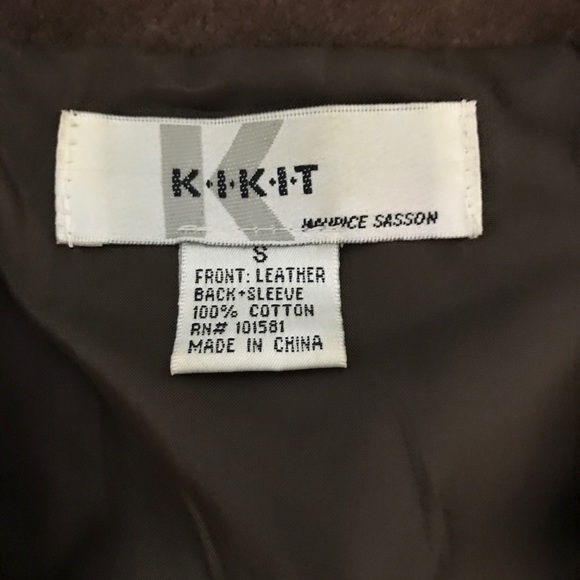 K
K·I·K·I·T
MAURICE SASSON
S
FRONT: LEATHER
BACK+SLEEVE
100% COTTON
RN# 101581
MADE IN CHINA